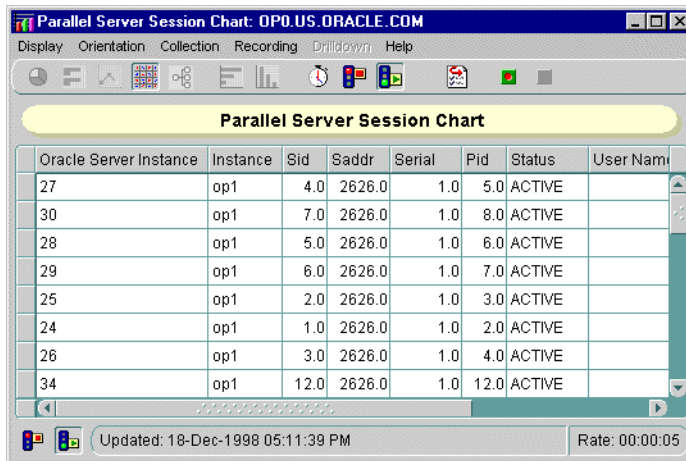 Parallel Server Session Chart: OP0.US.ORACLE.COM
Display Orientation Collection Recording Drilldown Help
Parallel Server Session Chart
Oracle Server Instance Instance Sid Saddr Serial Pid Status User Nam
27 op1 4.0 2626.0 1.0 5.0 ACTIVE
30 op1 7.0 2626.0 1.0 8.0 ACTIVE
28 op1 5.0 2626.0 1.0 6.0 ACTIVE
29 op1 6.0 2626.0 1.0 7.0 ACTIVE
25 op1 2.0 2626.0 1.0 3.0 ACTIVE
24 op1 1.0 2626.0 1.0 2.0 ACTIVE
26 op1 3.0 2626.0 1.0 4.0 ACTIVE
34 op1 12.0 2626.0 1.0 12.0 ACTIVE
Updated: 18-Dec-1998 05:11:39 PM Rate: 00:00:05